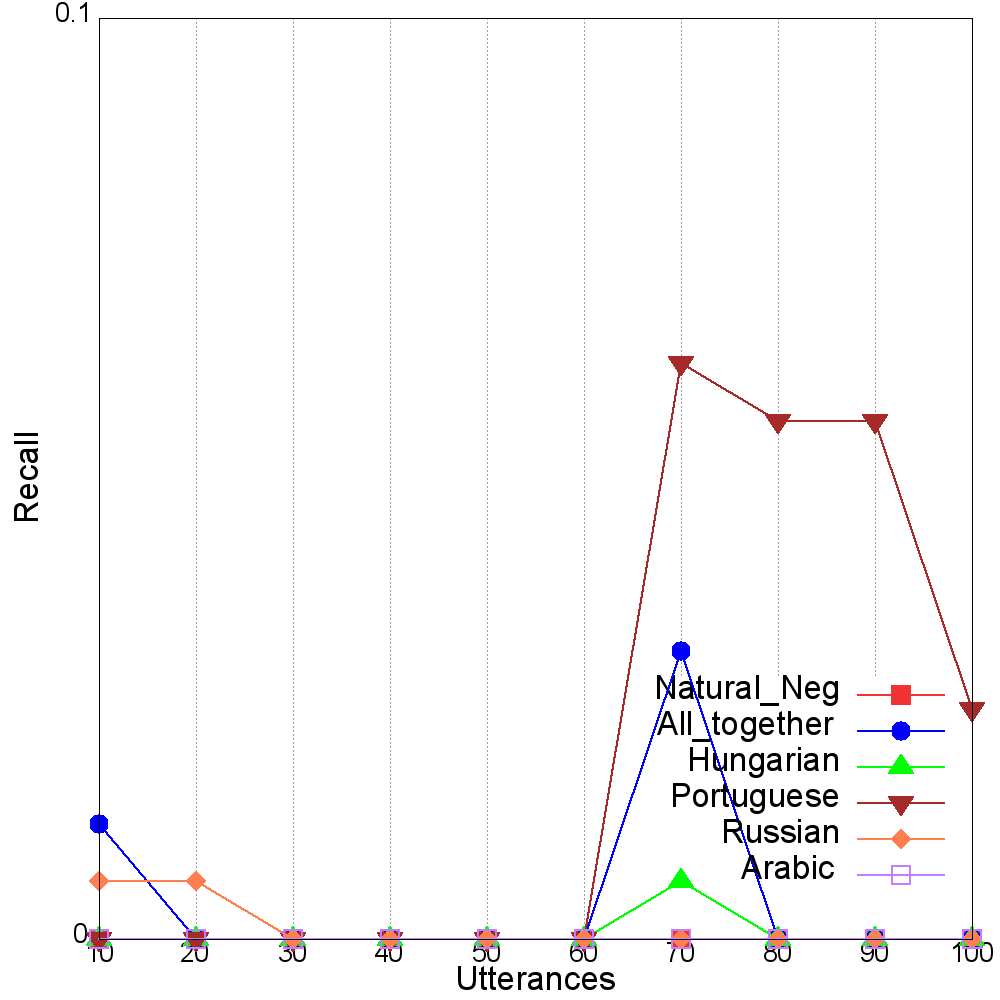 0.1
Recall
Natural_Neg
All_together
Hungarian
Portuguese
Russian
Arabic
0
10 20 30 40 50 60 70 80 90 100
Utterances